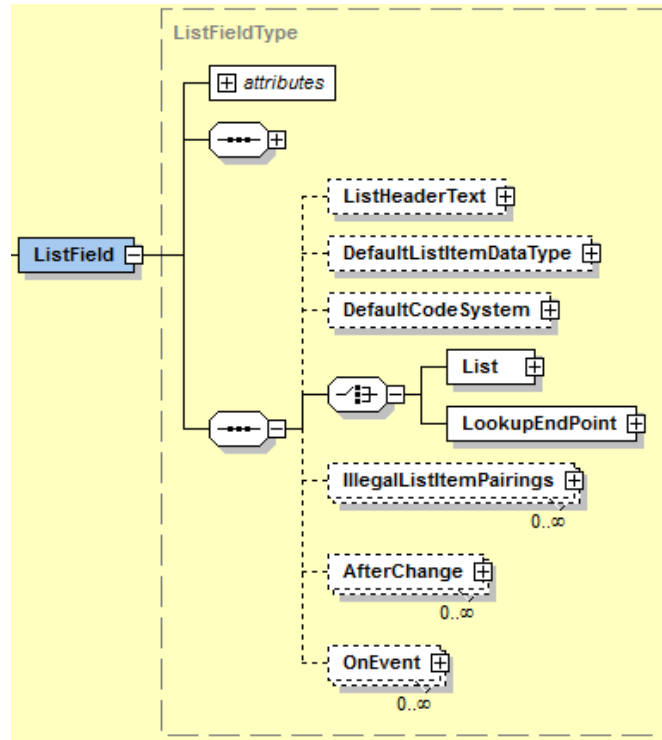 ListFieldType
attributes
ListHeaderText
ListField
DefaultListItemDataType
DefaultCodeSystem
List
LookupEndPoint
IllegalListItemPairings
0..∞
AfterChange
0..∞
OnEvent
0..∞